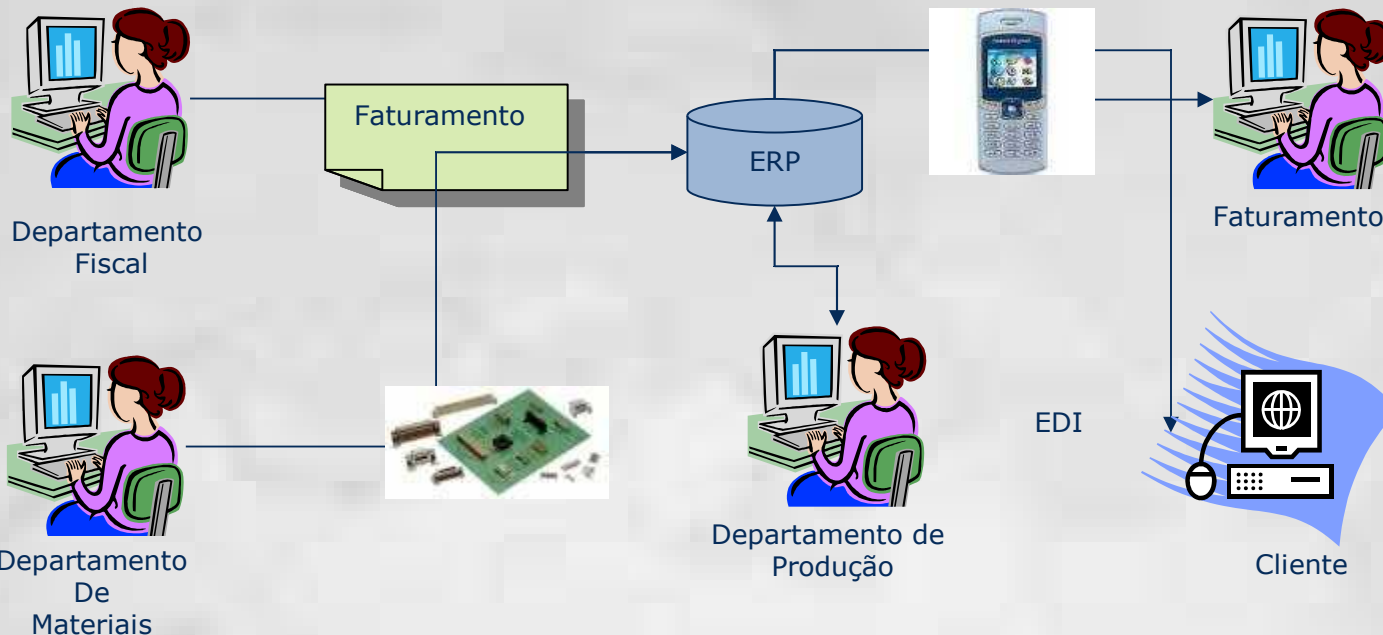 Faturamento
ERP
Departamento
Fiscal
Faturamento
EDI
Departamento
De
Materiais
Departamento de
Produção
Cliente